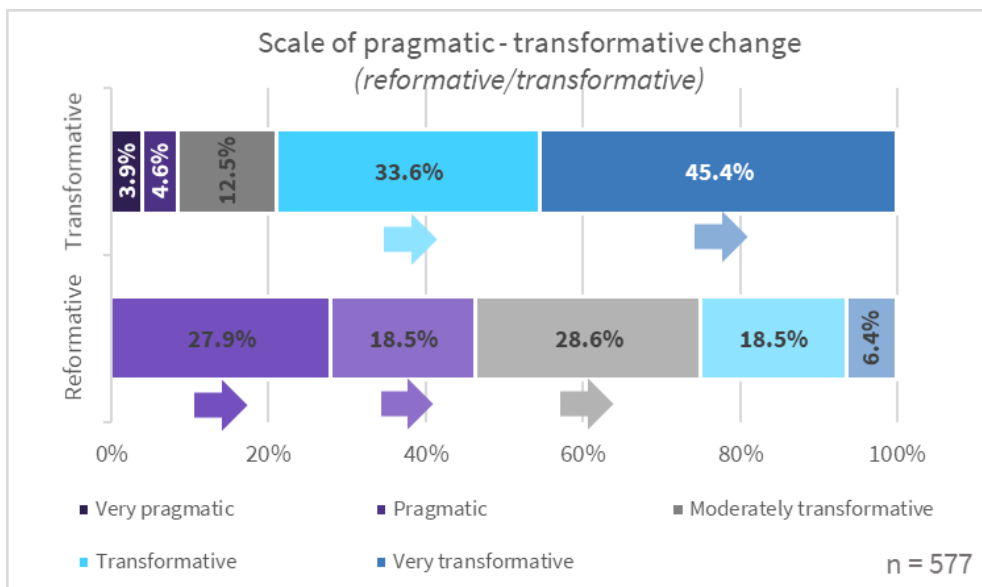 Scale of pragmatic - transformative change
(reformative/transformative)
Transformative
3.9%
4.6%
12.5%
33.6%
45.4%
Reformative
27.9%
18.5%
28.6%
18.5%
6.4%
0%
20%
40%
60%
80%
100%
Very pragmatic
Pragmatic
Moderately transformative
Transformative
Very transformative
n = 577